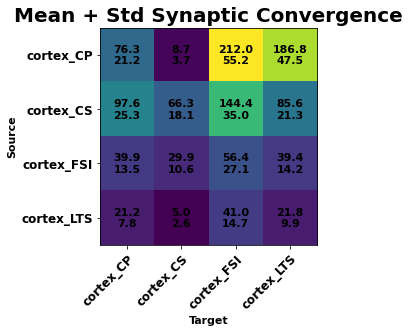 Mean + Std Synaptic Convergence
cortex_CP 76.3 8.7 212.0 186.8
21.2 3.7 55.2 47.5
cortex_CS 97.6 66.3 144.4 85.6
25.3 18.1 35.0 21.3
cortex_FSI 39.9 29.9 56.4 39.4
13.5 10.6 27.1 14.2
cortex_LTS 21.2 5.0 41.0 21.8
7.8 2.6 14.7 9.9
Source
cortex_CP cortex_CS cortex_FSI cortex_LTS
Target